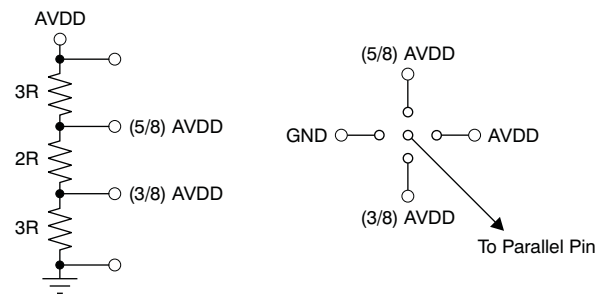 AVDD
3R
(5/8) AVDD
2R
(3/8) AVDD
3R
(5/8) AVDD
GND
AVDD
(3/8) AVDD
To Parallel Pin